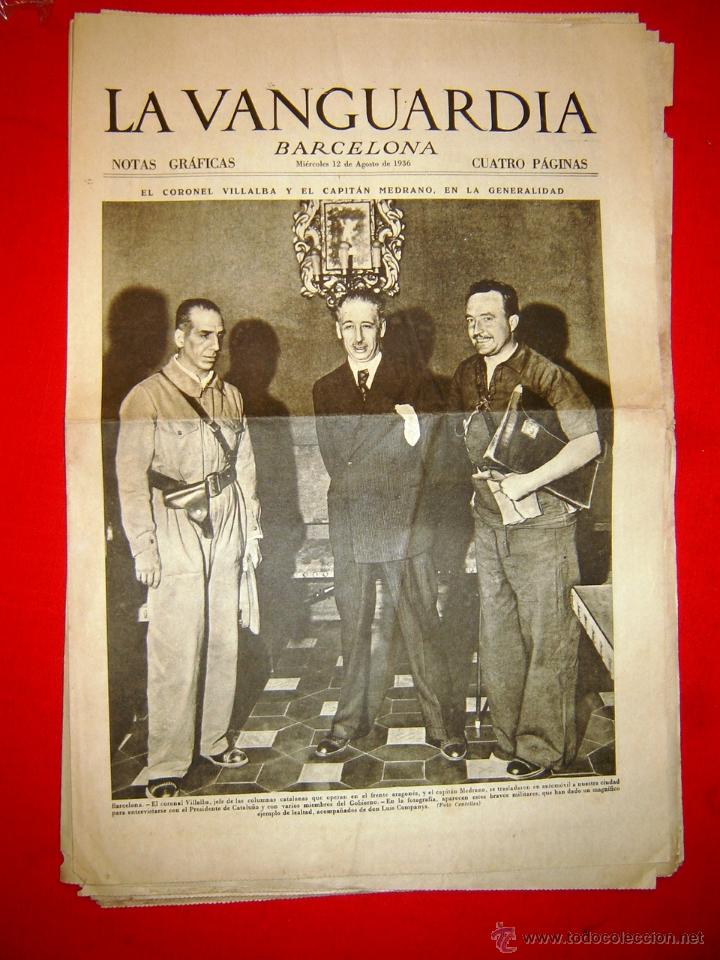 LA VANGUARDIA
BARCELONA
NOTAS GRÁFICAS
Miércoles 12 de Agosto de 1936
CUATRO PÁGINAS
EL CORONEL VILLALBA Y EL CAPITÁN MEDRANO, EN LA GENERALIDAD
Barcelona. — El coronel Villalba, jefe de las columnas catalanas que operan en el frente aragonés, y el capitán Medrano, se trasladaron en automóvil a nuestra ciudad
para entrevistarse con el Presidente de Cataluña y con varios miembros del Gobierno. — En la fotografía, aparecen estos bravos militares, que han dado un magnífico
ejemplo de lealtad, acompañados de don Luis Companys. (Foto Centelles)
todocoleccion
www.todocoleccion.net